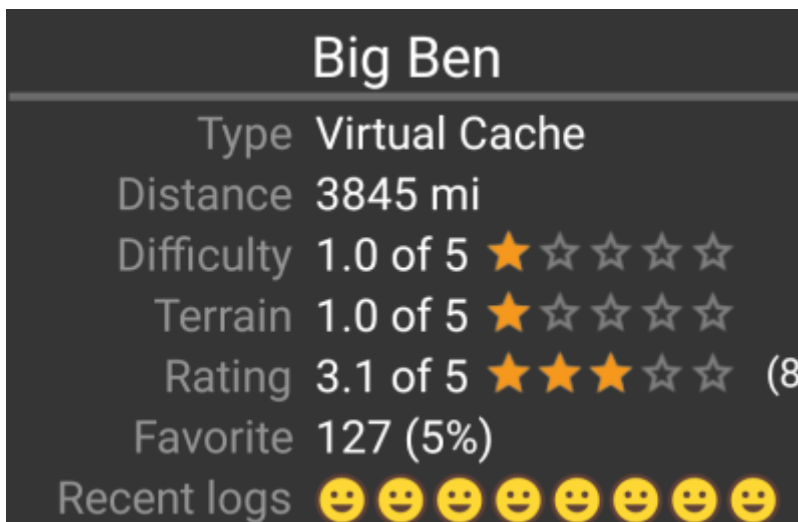 Big Ben
Type Virtual Cache
Distance 3845 mi
Difficulty 1.0 of 5
Terrain 1.0 of 5
Rating 3.1 of 5 (8
Favorite 127 (5%)
Recent logs